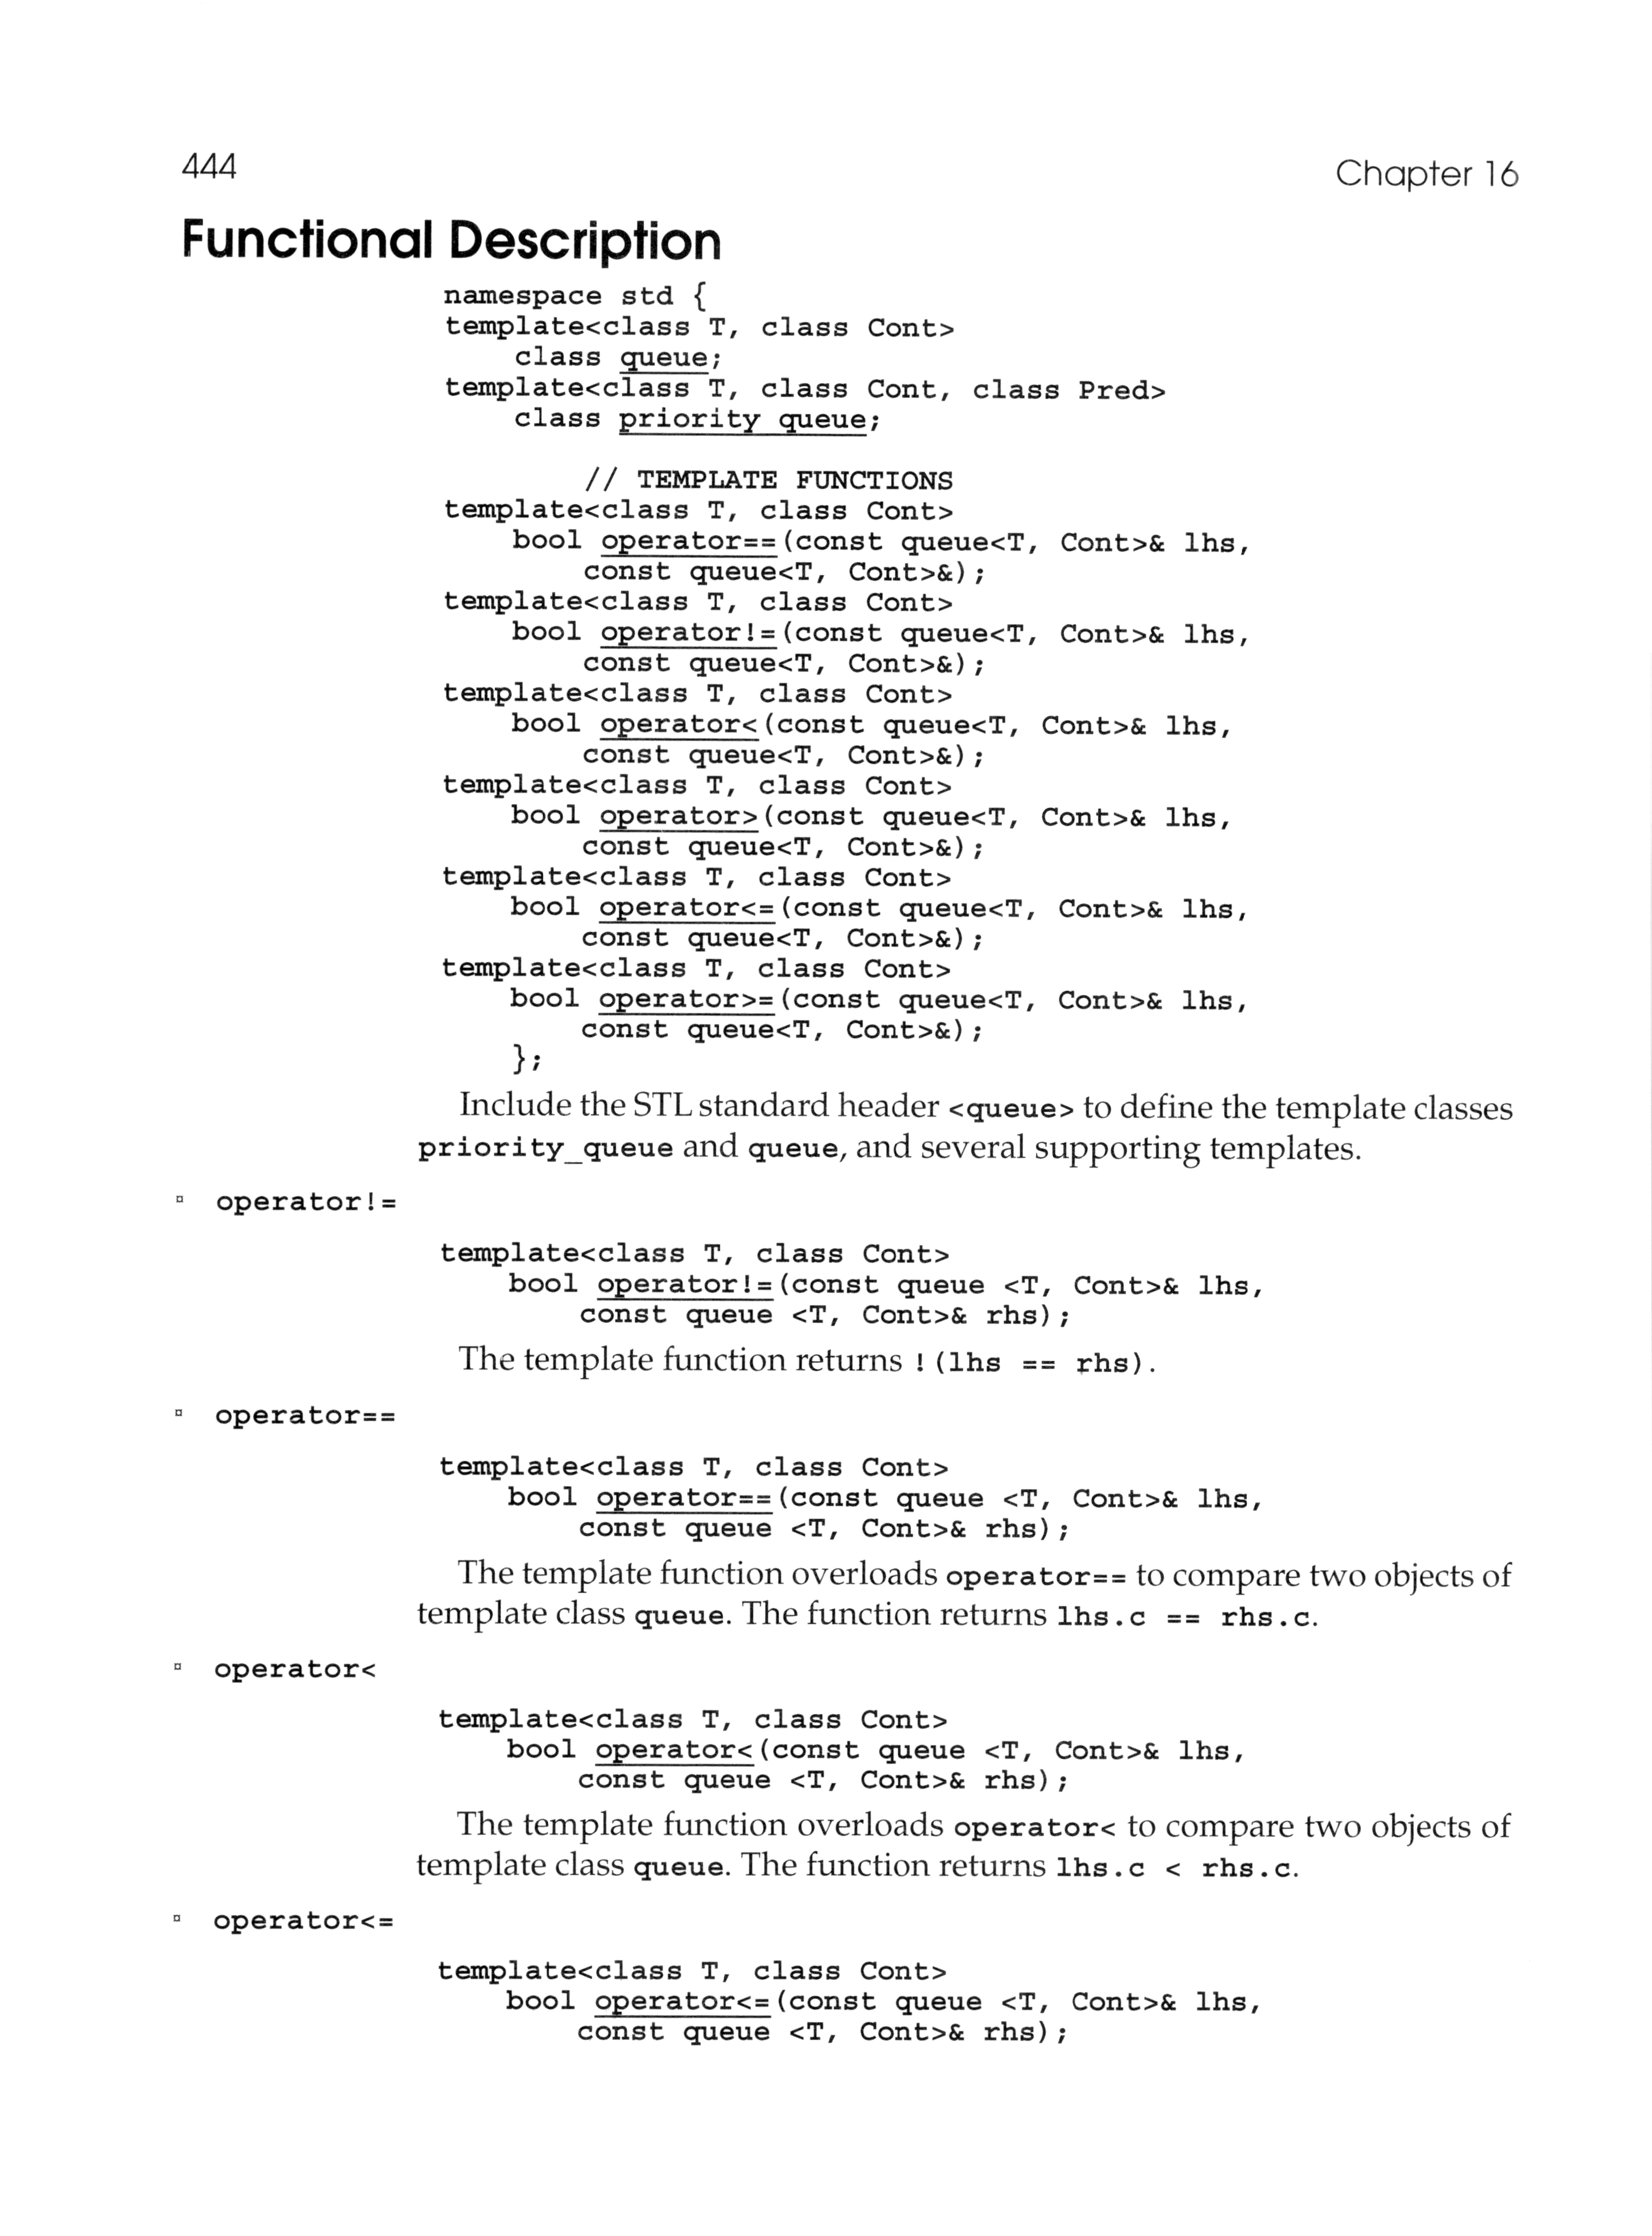 444
Chapter 16
Functional Description
namespace std {
template<class T, class Cont>
    class queue;
template<class T, class Cont, class Pred>
    class priority queue;
        // TEMPLATE FUNCTIONS
template<class T, class Cont>
    bool operator==(const queue<T, Cont>& lhs,
        const queue<T, Cont>&);
template<class T, class Cont>
    bool operator!=(const queue<T, Cont>& lhs,
        const queue<T, Cont>&);
template<class T, class Cont>
    bool operator<(const queue<T, Cont>& lhs,
        const queue<T, Cont>&);
template<class T, class Cont>
    bool operator>(const queue<T, Cont>& lhs,
        const queue<T, Cont>&);
template<class T, class Cont>
    bool operator<=(const queue<T, Cont>& lhs,
        const queue<T, Cont>&);
template<class T, class Cont>
    bool operator>=(const queue<T, Cont>& lhs,
        const queue<T, Cont>&);
    };
Include the STL standard header <queue> to define the template classes
priority_queue and queue, and several supporting templates.
▫ operator!=
template<class T, class Cont>
    bool operator!=(const queue <T, Cont>& lhs,
        const queue <T, Cont>& rhs);
The template function returns !(lhs == rhs).
▫ operator==
template<class T, class Cont>
    bool operator==(const queue <T, Cont>& lhs,
        const queue <T, Cont>& rhs);
The template function overloads operator== to compare two objects of
template class queue. The function returns lhs.c == rhs.c.
▫ operator<
template<class T, class Cont>
    bool operator<(const queue <T, Cont>& lhs,
        const queue <T, Cont>& rhs);
The template function overloads operator< to compare two objects of
template class queue. The function returns lhs.c < rhs.c.
▫ operator<=
template<class T, class Cont>
    bool operator<=(const queue <T, Cont>& lhs,
        const queue <T, Cont>& rhs);